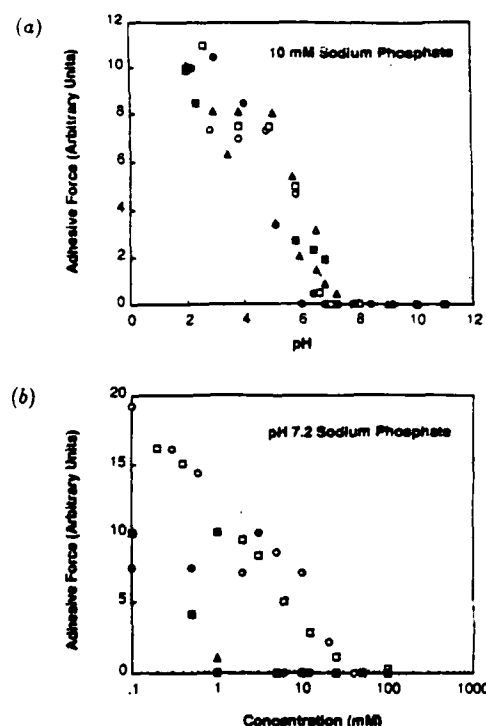 (a)
12
10
8
6
4
2
0
Adhesive Force (Arbitrary Units)
10 mM Sodium Phosphate
0 2 4 6 8 10 12
pH
(b)
20
15
10
5
0
Adhesive Force (Arbitrary Units)
pH 7.2 Sodium Phosphate
.1 1 10 100 1000
Concentration (mM)